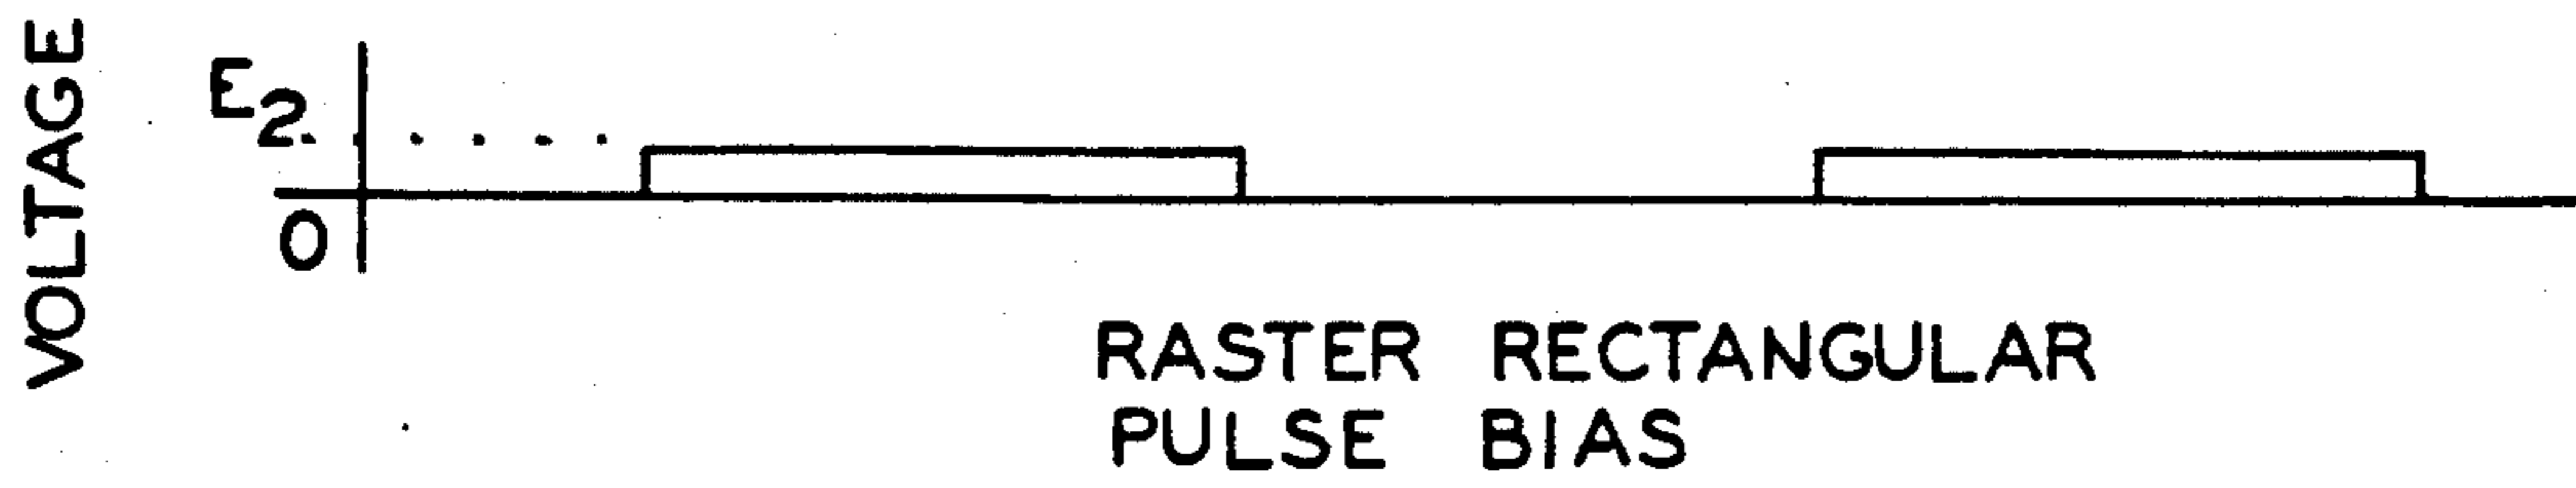 VOLTAGE
E2
0
RASTER RECTANGULAR
PULSE BIAS